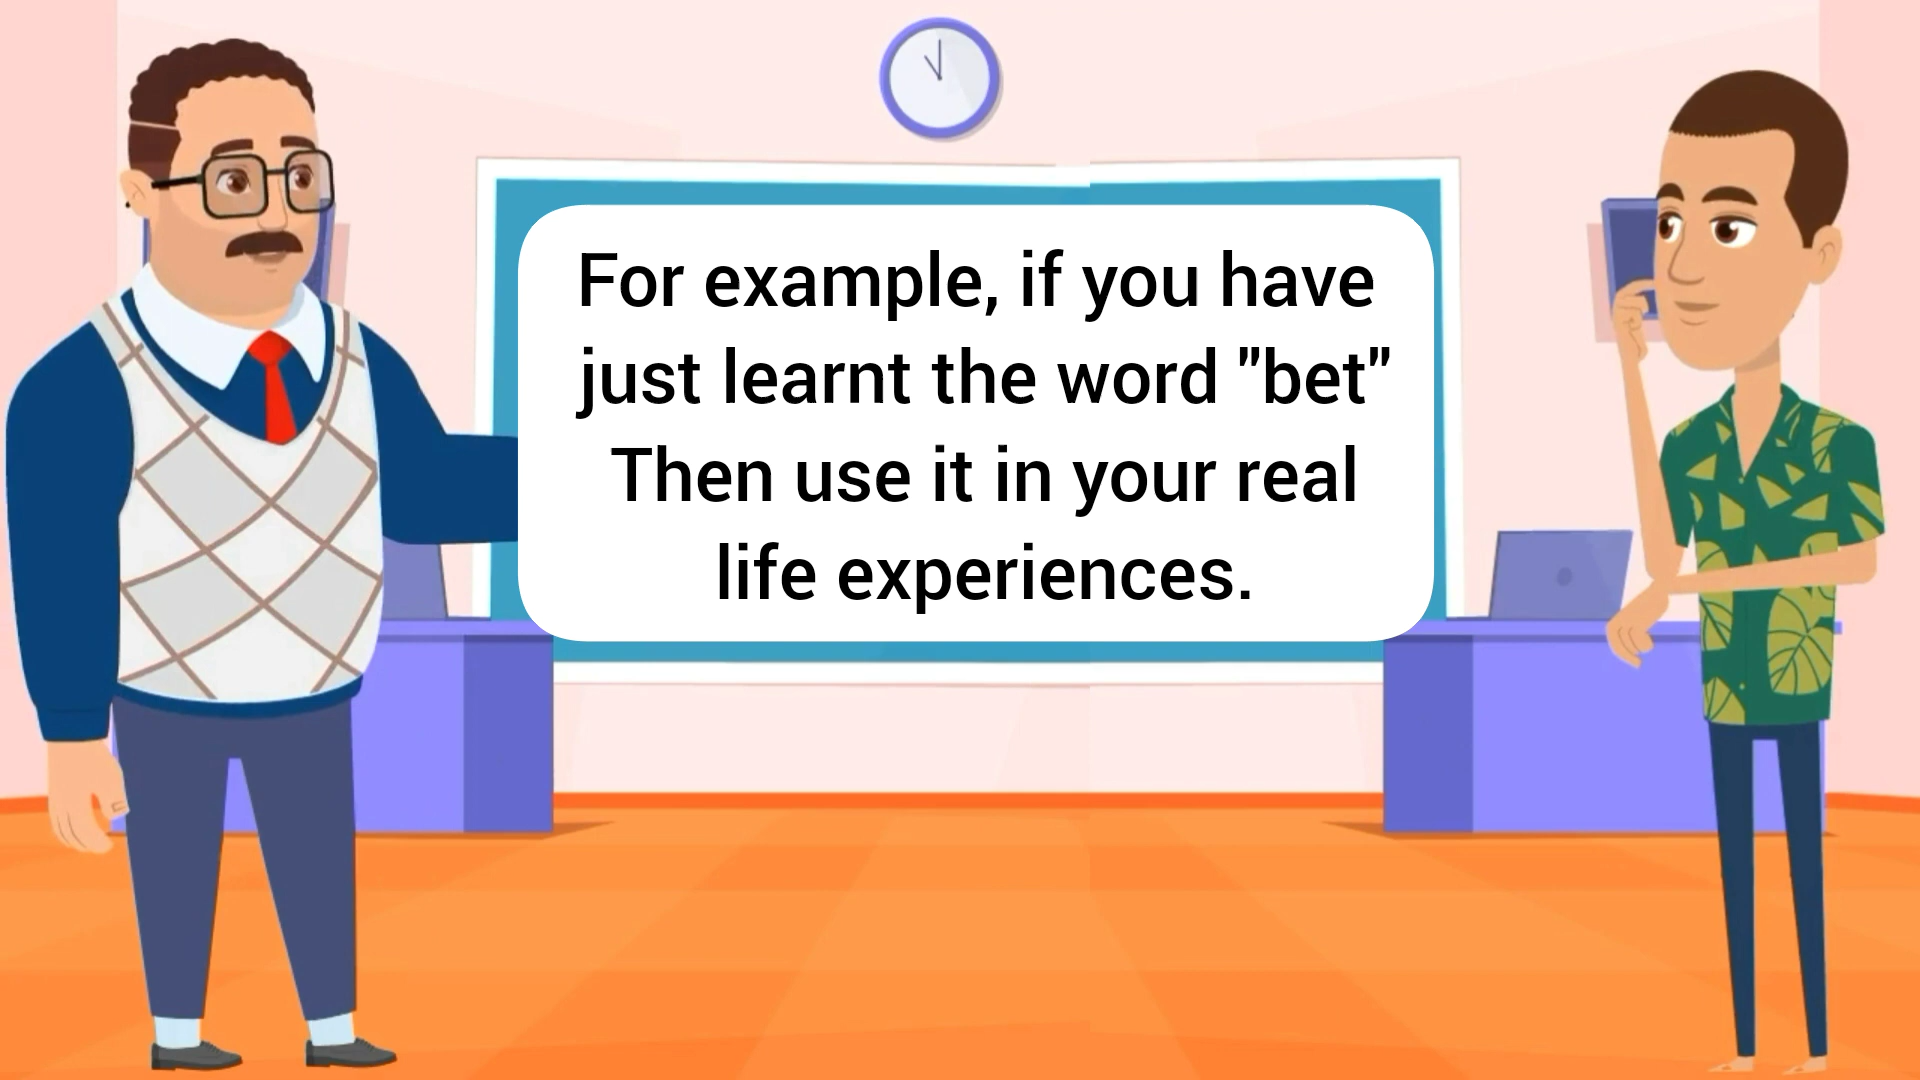 For example, if you have
just learnt the word "bet"
Then use it in your real
life experiences.